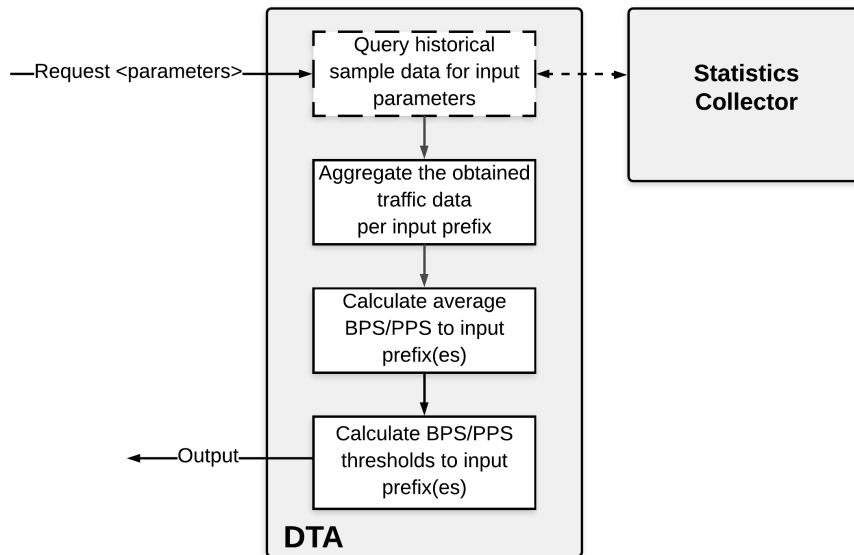 Query historical
sample data for input
parameters
Request <parameters>
Statistics
Collector
Aggregate the obtained
traffic data
per input prefix
Calculate average
BPS/PPS to input
prefix(es)
Calculate BPS/PPS
thresholds to input
prefix(es)
Output
DTA